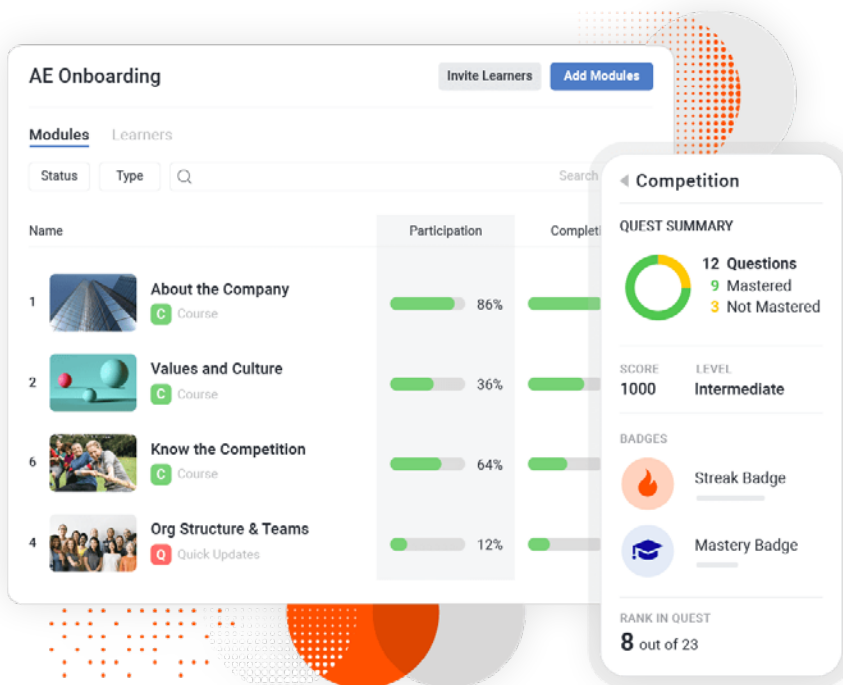 AE Onboarding
Invite Learners
Add Modules
Modules
Learners
Status
Type
Search
Name
Participation
1
About the Company
C
Course
86%
2
Values and Culture
C
Course
36%
6
Know the Competition
C
Course
64%
4
Org Structure & Teams
Q
Quick Updates
12%
Competition
QUEST SUMMARY
12 Questions
9 Mastered
3 Not Mastered
SCORE
1000
LEVEL
Intermediate
BADGES
Streak Badge
Mastery Badge
RANK IN QUEST
8 out of 23